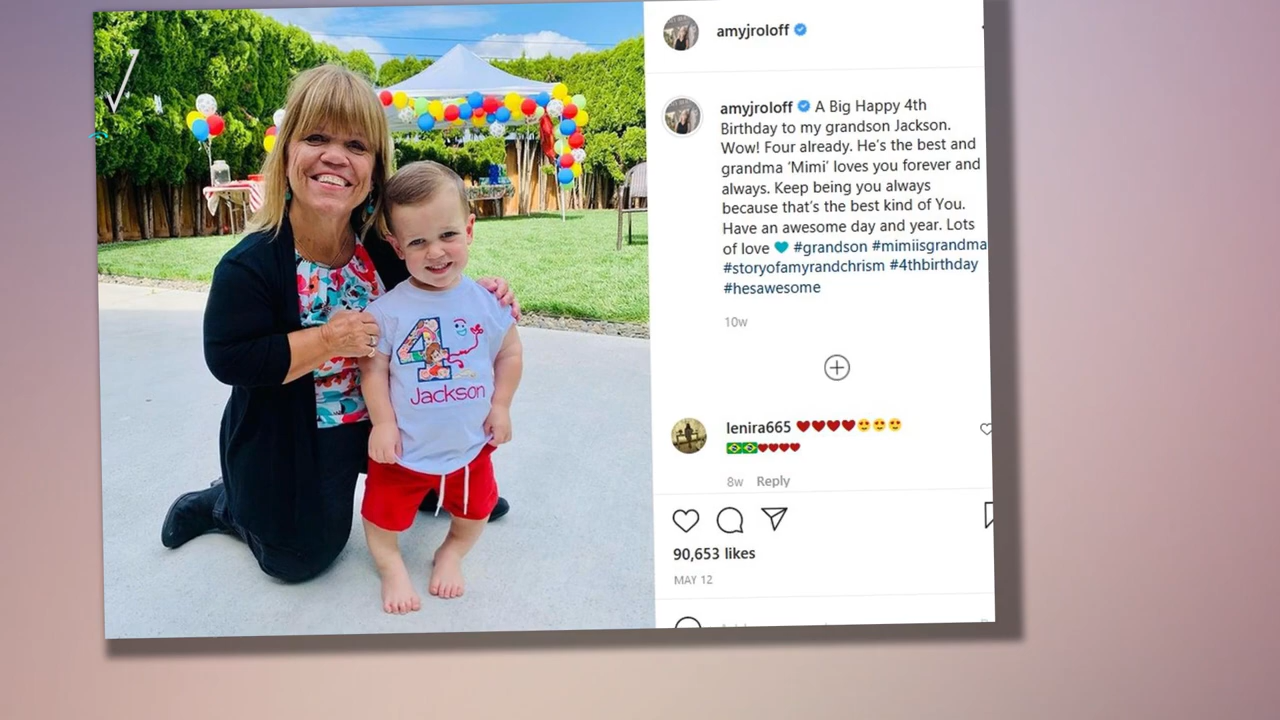 amyjroloff
amyjroloff A Big Happy 4th
Birthday to my grandson Jackson.
Wow! Four already. He's the best and
grandma 'Mimi' loves you forever and
always. Keep being you always
because that's the best kind of You.
Have an awesome day and year. Lots
of love 🩵 #grandson #mimiisgrandma
#storyofamyrandchrism #4thbirthday
#hesawesome
10w
4
Jackson
lenira665 ❤️❤️❤️❤️😍😍😍
🇧🇷🇧🇷❤️❤️❤️❤️
8w Reply
90,653 likes
MAY 12